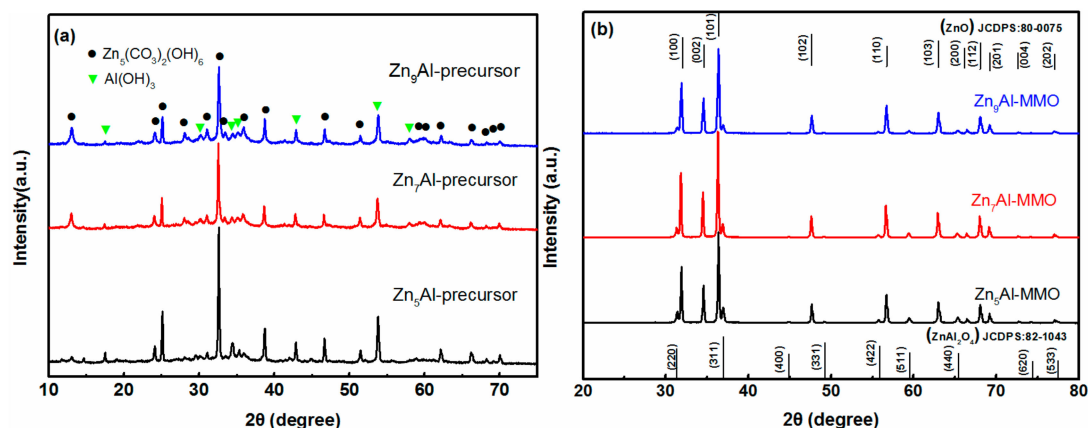 (a)
Zn₅(CO₃)₂(OH)₆
Al(OH)₃
Zn₉Al-precursor
Zn₇Al-precursor
Zn₅Al-precursor
Intensity(a.u.)
10 20 30 40 50 60 70
2θ (degree)
(b)
(ZnO) JCDPS:80-0075
(100)
(002)
(101)
(102)
(110)
(103)
(200)
(112)
(201)
(004)
(202)
Zn₉Al-MMO
Zn₇Al-MMO
Zn₅Al-MMO
(ZnAl₂O₄) JCDPS:82-1043
(220)
(311)
(400)
(331)
(422)
(511)
(440)
(620)
(533)
Intensity (a.u.)
20 30 40 50 60 70 80
2θ (degree)